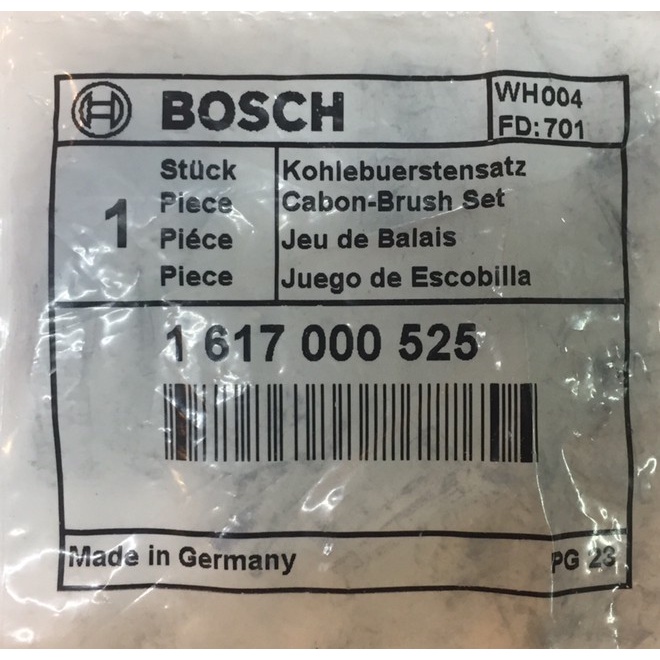 BOSCH
WH004
FD:701
1
Stück
Piece
Piéce
Piece
Kohlebuerstensatz
Cabon-Brush Set
Jeu de Balais
Juego de Escobilla
1 617 000 525
Made in Germany
PG 23